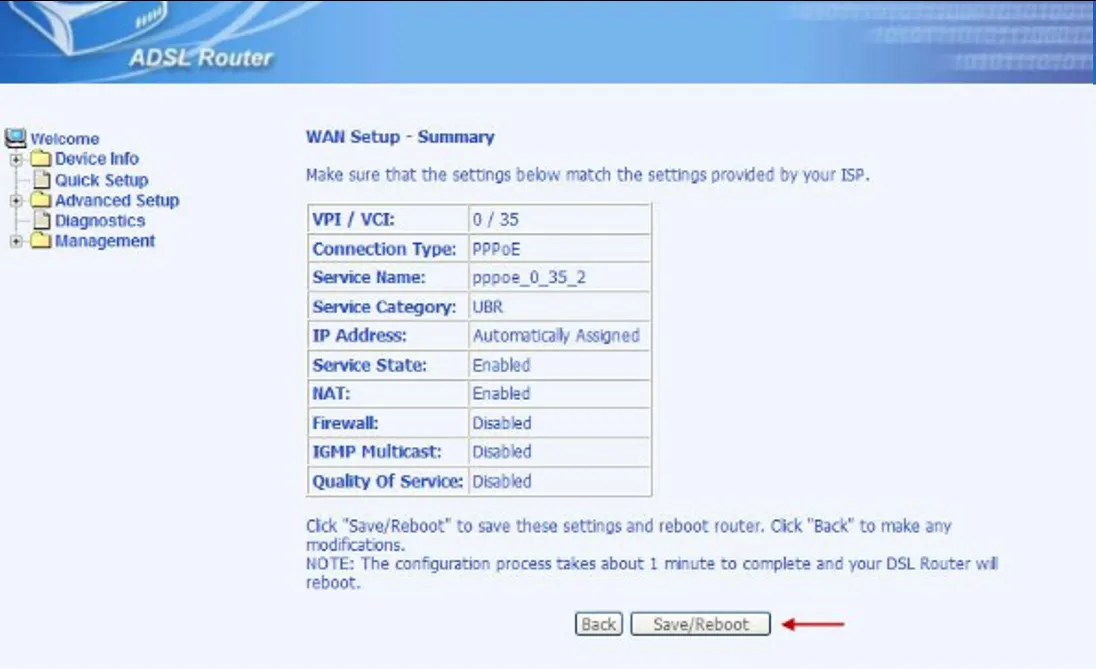 ADSL Router
Welcome
Device Info
Quick Setup
Advanced Setup
Diagnostics
Management
WAN Setup - Summary
Make sure that the settings below match the settings provided by your ISP.
VPI / VCI: 0 / 35
Connection Type: PPPoE
Service Name: pppoe_0_35_2
Service Category: UBR
IP Address: Automatically Assigned
Service State: Enabled
NAT: Enabled
Firewall: Disabled
IGMP Multicast: Disabled
Quality Of Service: Disabled
Click "Save/Reboot" to save these settings and reboot router. Click "Back" to make any
modifications.
NOTE: The configuration process takes about 1 minute to complete and your DSL Router will
reboot.
Back Save/Reboot